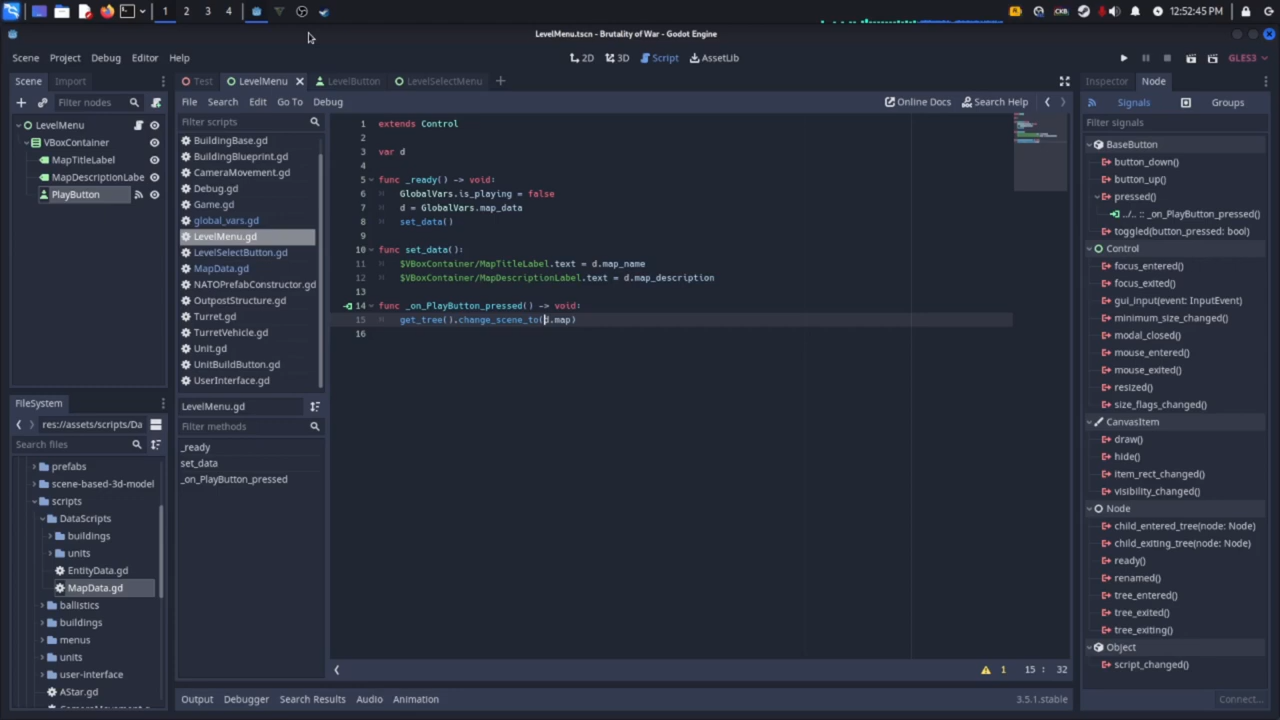 1
2
3
4
12:52:45
LevelMenu.tscn - Brutality of War - Godot Engine
Scene
Project
Debug
Editor
Help
2D
3D
Script
AssetLib
GLES3
Scene
Import
Filter nodes
LevelMenu
VBoxContainer
MapTitleLabel
MapDescriptionLabe
PlayButton
FileSystem
res://assets/scripts/Da
Search files
prefabs
scene-based-3d-model
scripts
DataScripts
buildings
units
EntityData.gd
MapData.gd
ballistics
buildings
menus
units
user-interface
AStar.gd
Test
LevelMenu
LevelButton
LevelSelectMenu
File
Search
Edit
Go To
Debug
Online Docs
Search Help
Filter scripts
BuildingBase.gd
BuildingBlueprint.gd
CameraMovement.gd
Debug.gd
Game.gd
global_vars.gd
LevelMenu.gd
LevelSelectButton.gd
MapData.gd
NATOPrefabConstructor.gd
OutpostStructure.gd
Turret.gd
TurretVehicle.gd
Unit.gd
UnitBuildButton.gd
UserInterface.gd
LevelMenu.gd
Filter methods
_ready
set_data
_on_PlayButton_pressed
1 extends Control
2
3 var d
4
5 func _ready() -> void:
6 GlobalVars.is_playing = false
7 d = GlobalVars.map_data
8 set_data()
9
10 func set_data():
11 $VBoxContainer/MapTitleLabel.text = d.map_name
12 $VBoxContainer/MapDescriptionLabel.text = d.map_description
13
14 func _on_PlayButton_pressed() -> void:
15 get_tree().change_scene_to(d.map)
16
1
15 : 32
Output
Debugger
Search Results
Audio
Animation
3.5.1.stable
Inspector
Node
Signals
Groups
Filter signals
BaseButton
button_down()
button_up()
pressed()
../.. :: _on_PlayButton_pressed()
toggled(button_pressed: bool)
Control
focus_entered()
focus_exited()
gui_input(event: InputEvent)
minimum_size_changed()
modal_closed()
mouse_entered()
mouse_exited()
resized()
size_flags_changed()
CanvasItem
draw()
hide()
item_rect_changed()
visibility_changed()
Node
child_entered_tree(node: Node)
child_exiting_tree(node: Node)
ready()
renamed()
tree_entered()
tree_exited()
tree_exiting()
Object
script_changed()
Connect...